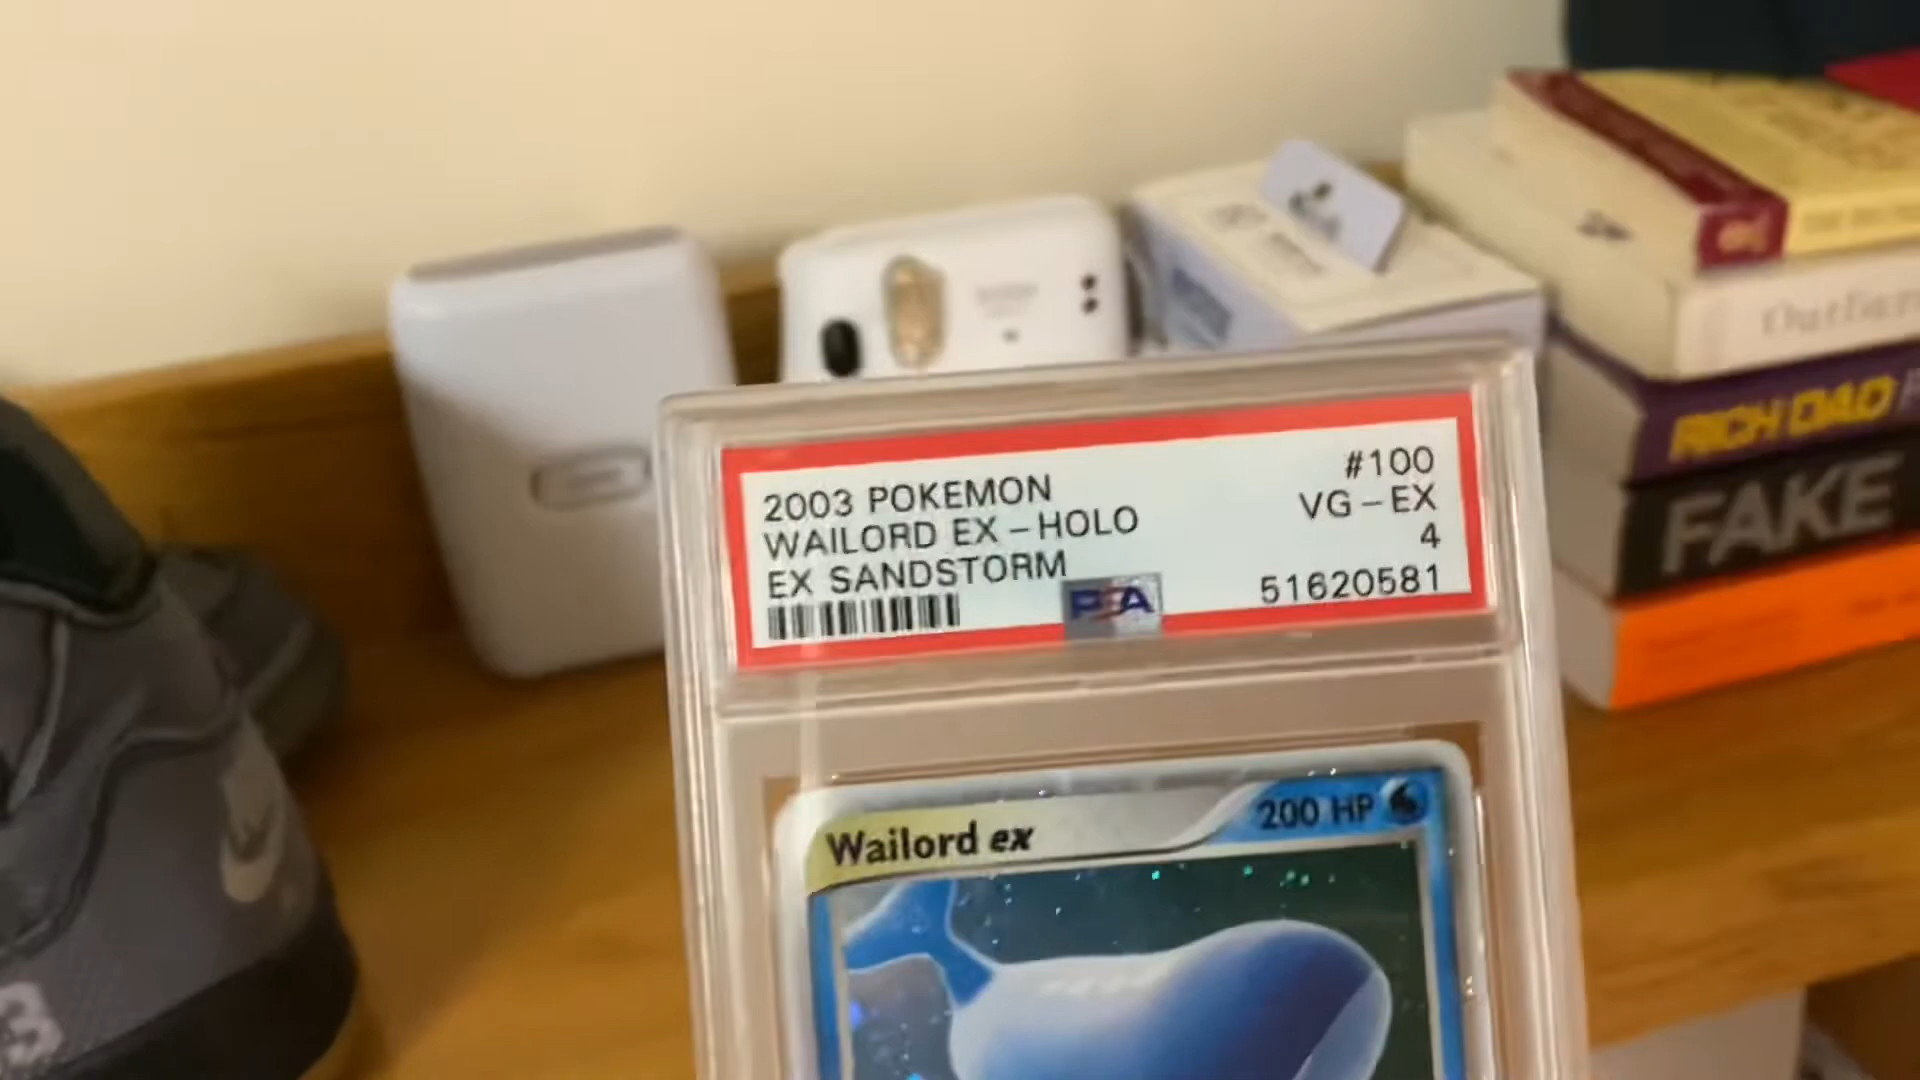 2003 POKEMON
WAILORD EX - HOLO
EX SANDSTORM
#100
VG - EX
4
51620581
PSA
Wailord ex
200 HP
Outliers
RICH DAD
FAKE